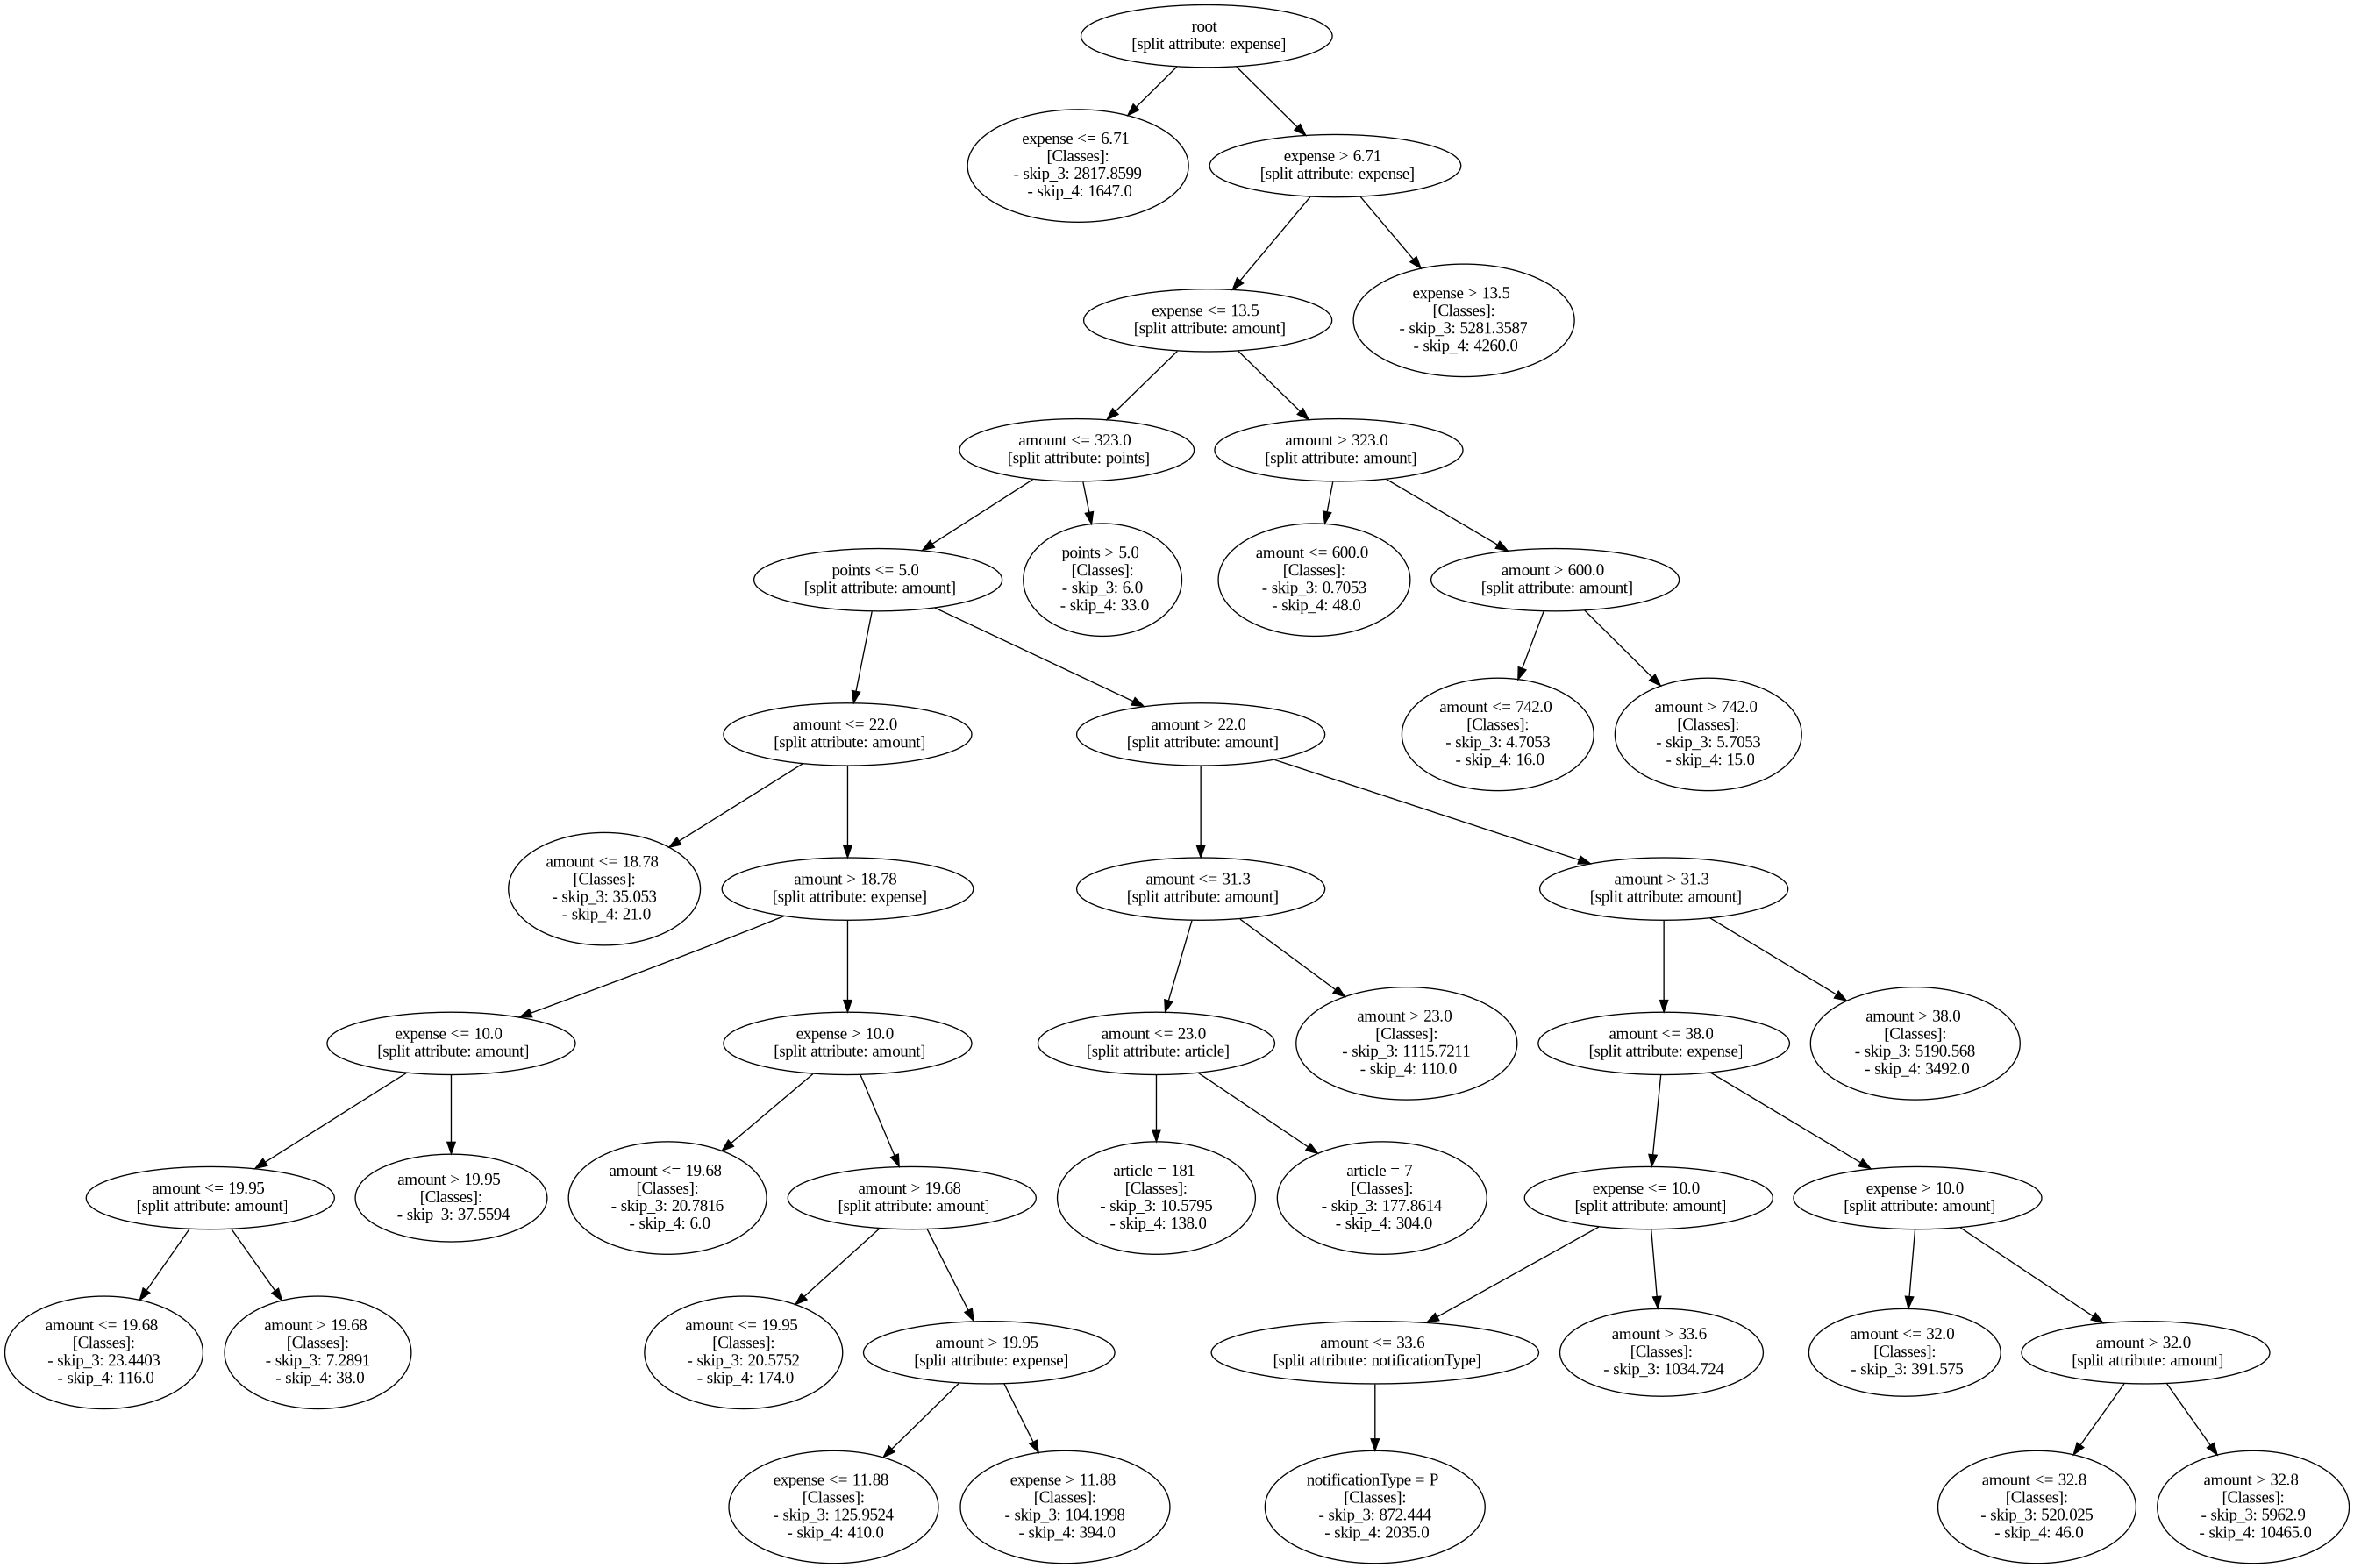 root
[split attribute: expense]
expense <= 6.71
[Classes]:
- skip_3: 2817.8599
- skip_4: 1647.0
expense > 6.71
[split attribute: expense]
expense <= 13.5
[split attribute: amount]
expense > 13.5
[Classes]:
- skip_3: 5281.3587
- skip_4: 4260.0
amount <= 323.0
[split attribute: points]
amount > 323.0
[split attribute: amount]
points <= 5.0
[split attribute: amount]
points > 5.0
[Classes]:
- skip_3: 6.0
- skip_4: 33.0
amount <= 600.0
[Classes]:
- skip_3: 0.7053
- skip_4: 48.0
amount > 600.0
[split attribute: amount]
amount <= 22.0
[split attribute: amount]
amount > 22.0
[split attribute: amount]
amount <= 742.0
[Classes]:
- skip_3: 4.7053
- skip_4: 16.0
amount > 742.0
[Classes]:
- skip_3: 5.7053
- skip_4: 15.0
amount <= 18.78
[Classes]:
- skip_3: 35.053
- skip_4: 21.0
amount > 18.78
[split attribute: expense]
amount <= 31.3
[split attribute: amount]
amount > 31.3
[split attribute: amount]
expense <= 10.0
[split attribute: amount]
expense > 10.0
[split attribute: amount]
amount <= 23.0
[split attribute: article]
amount > 23.0
[Classes]:
- skip_3: 1115.7211
- skip_4: 110.0
amount <= 38.0
[split attribute: expense]
amount > 38.0
[Classes]:
- skip_3: 5190.568
- skip_4: 3492.0
amount <= 19.95
[split attribute: amount]
amount > 19.95
[Classes]:
- skip_3: 37.5594
amount <= 19.68
[Classes]:
- skip_3: 20.7816
- skip_4: 6.0
amount > 19.68
[split attribute: amount]
article = 181
[Classes]:
- skip_3: 10.5795
- skip_4: 138.0
article = 7
[Classes]:
- skip_3: 177.8614
- skip_4: 304.0
expense <= 10.0
[split attribute: amount]
expense > 10.0
[split attribute: amount]
amount <= 19.68
[Classes]:
- skip_3: 23.4403
- skip_4: 116.0
amount > 19.68
[Classes]:
- skip_3: 7.2891
- skip_4: 38.0
amount <= 19.95
[Classes]:
- skip_3: 20.5752
- skip_4: 174.0
amount > 19.95
[split attribute: expense]
amount <= 33.6
[split attribute: notificationType]
amount > 33.6
[Classes]:
- skip_3: 1034.724
amount <= 32.0
[Classes]:
- skip_3: 391.575
amount > 32.0
[split attribute: amount]
expense <= 11.88
[Classes]:
- skip_3: 125.9524
- skip_4: 410.0
expense > 11.88
[Classes]:
- skip_3: 104.1998
- skip_4: 394.0
notificationType = P
[Classes]:
- skip_3: 872.444
- skip_4: 2035.0
amount <= 32.8
[Classes]:
- skip_3: 520.025
- skip_4: 46.0
amount > 32.8
[Classes]:
- skip_3: 5962.9
- skip_4: 10465.0